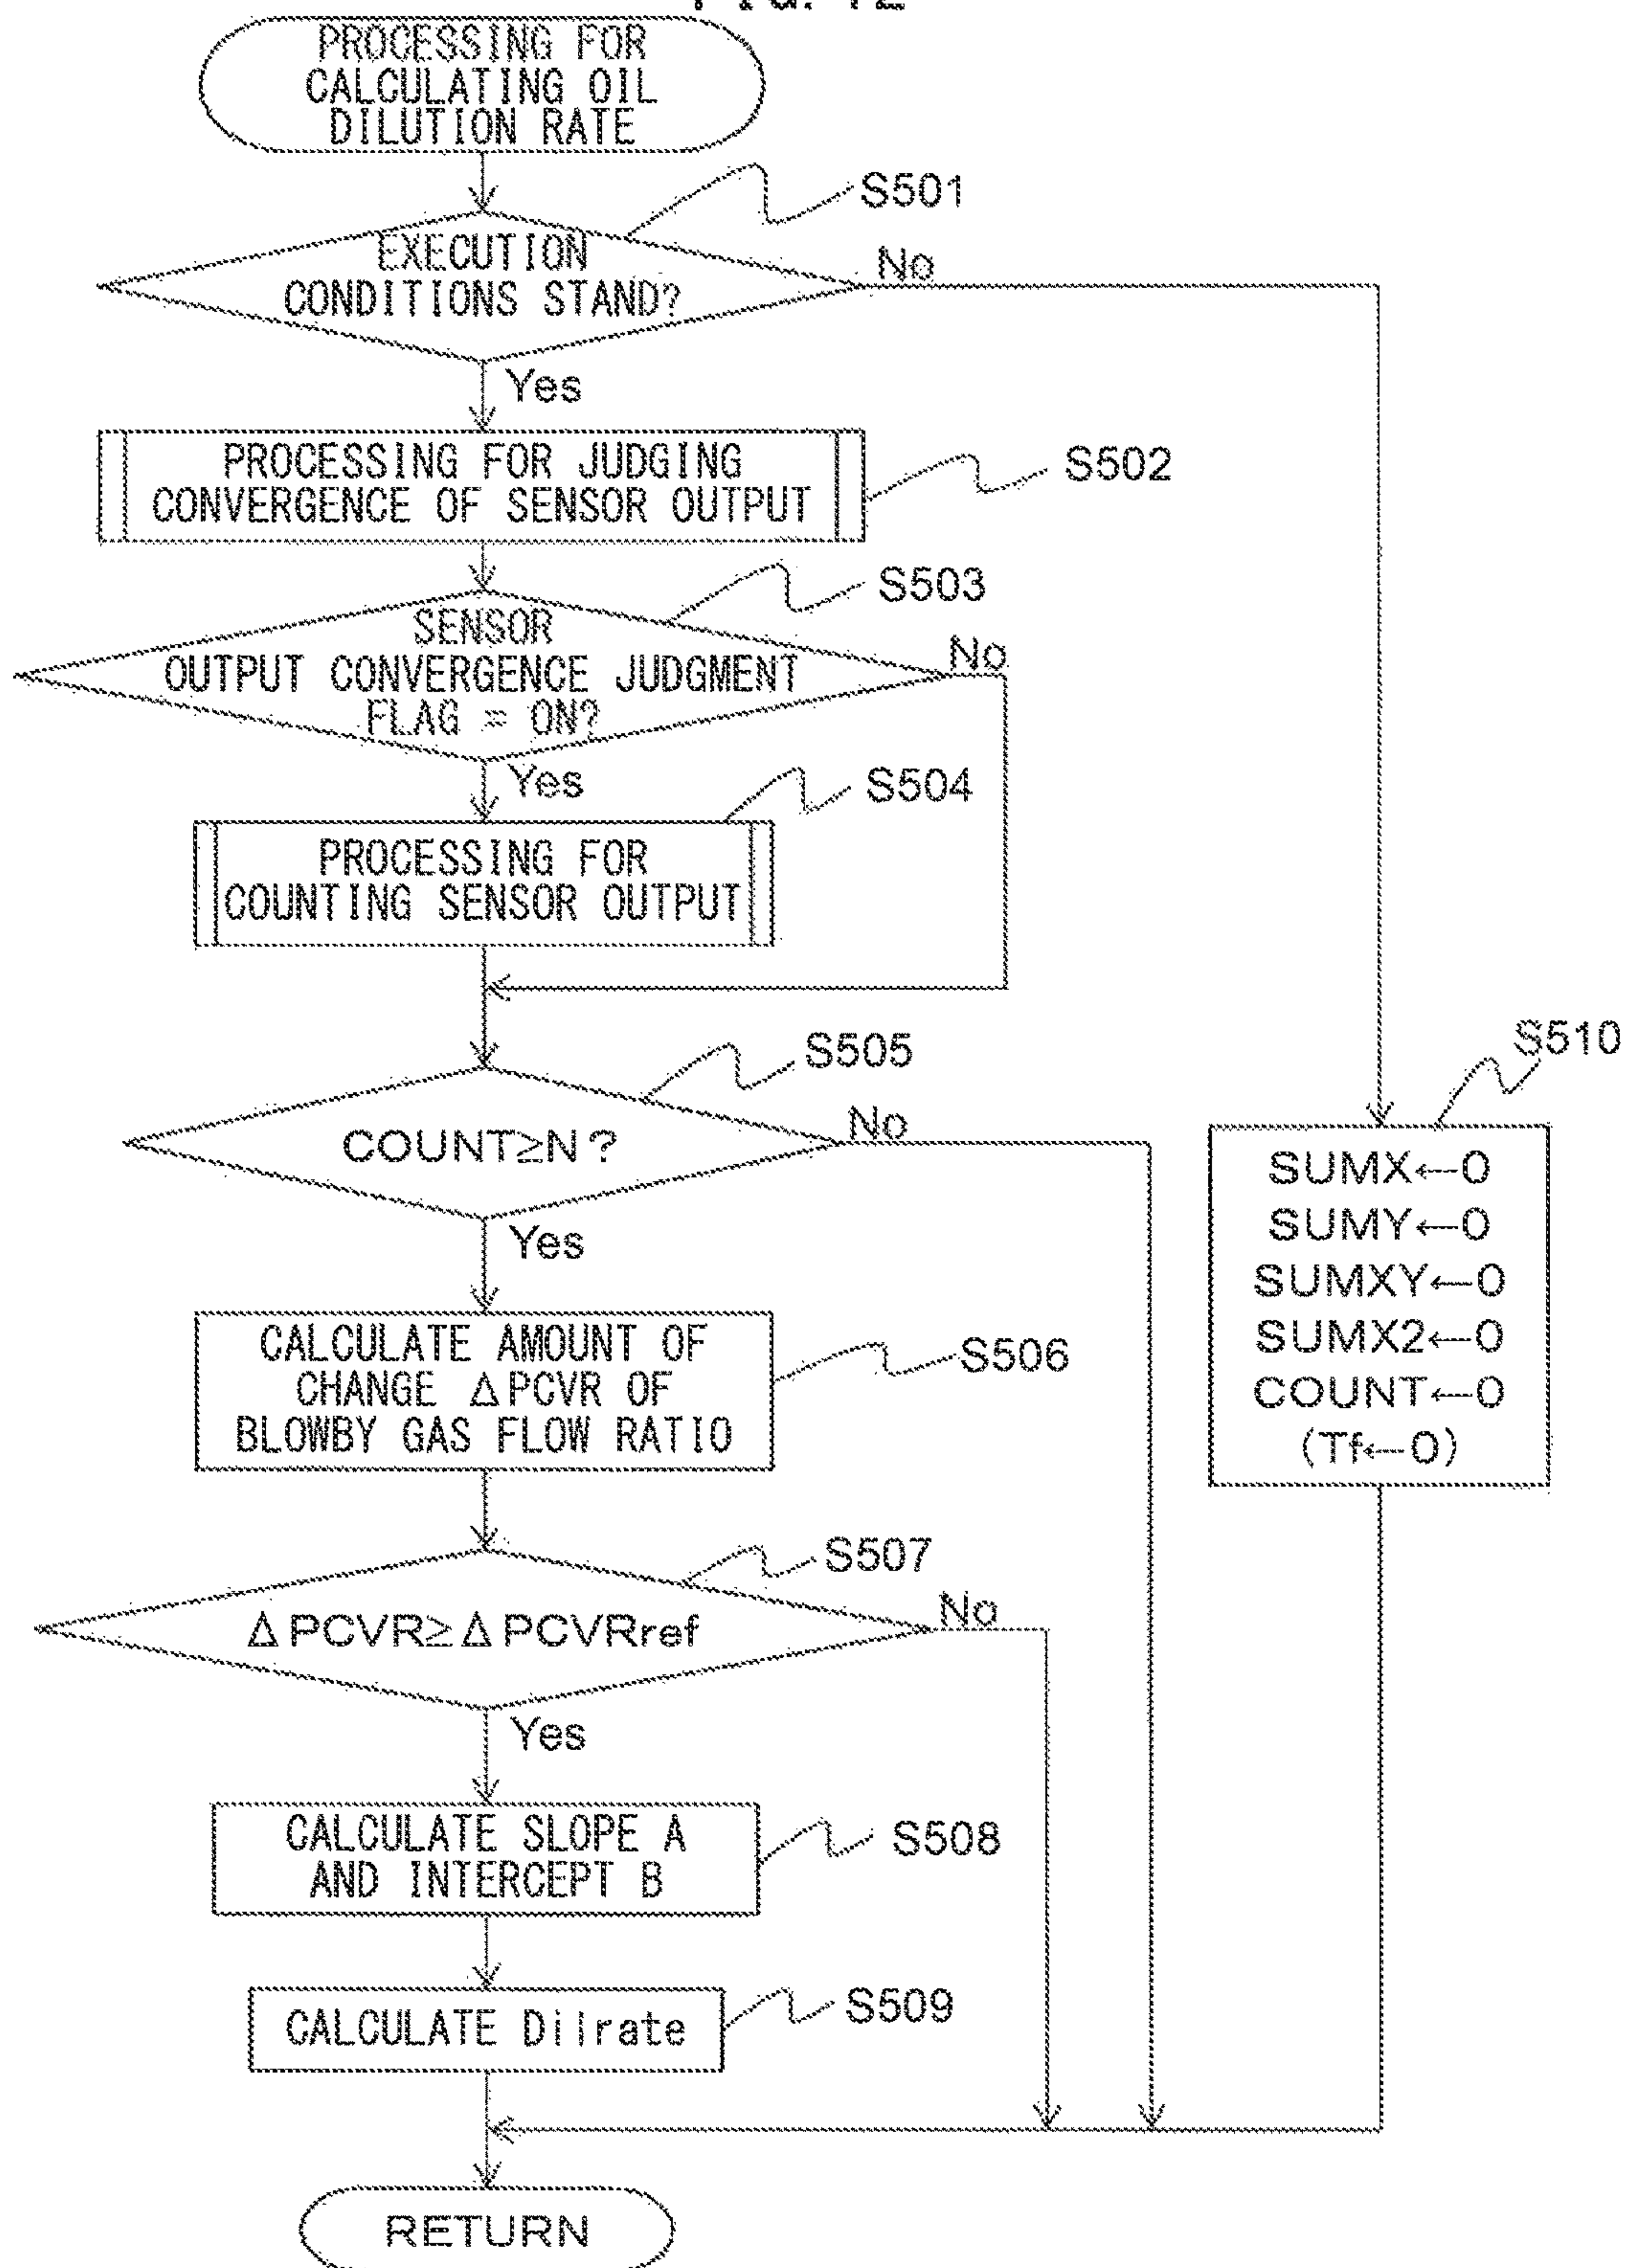 PROCESSING FOR
CALCULATING OIL
DILUTION RATE
S501
EXECUTION
CONDITIONS STAND?
No
Yes
PROCESSING FOR JUDGING
CONVERGENCE OF SENSOR OUTPUT
S502
S503
SENSOR
OUTPUT CONVERGENCE JUDGMENT
FLAG = ON?
No
Yes
S504
PROCESSING FOR
COUNTING SENSOR OUTPUT
S505
COUNT≥N?
No
Yes
S510
SUMX←0
SUMY←0
SUMXY←0
SUMX2←0
COUNT←0
(Tf←0)
CALCULATE AMOUNT OF
CHANGE ΔPCVR OF
BLOWBY GAS FLOW RATIO
S506
S507
ΔPCVR≥ΔPCVRref
No
Yes
CALCULATE SLOPE A
AND INTERCEPT B
S508
CALCULATE Dilrate
S509
RETURN